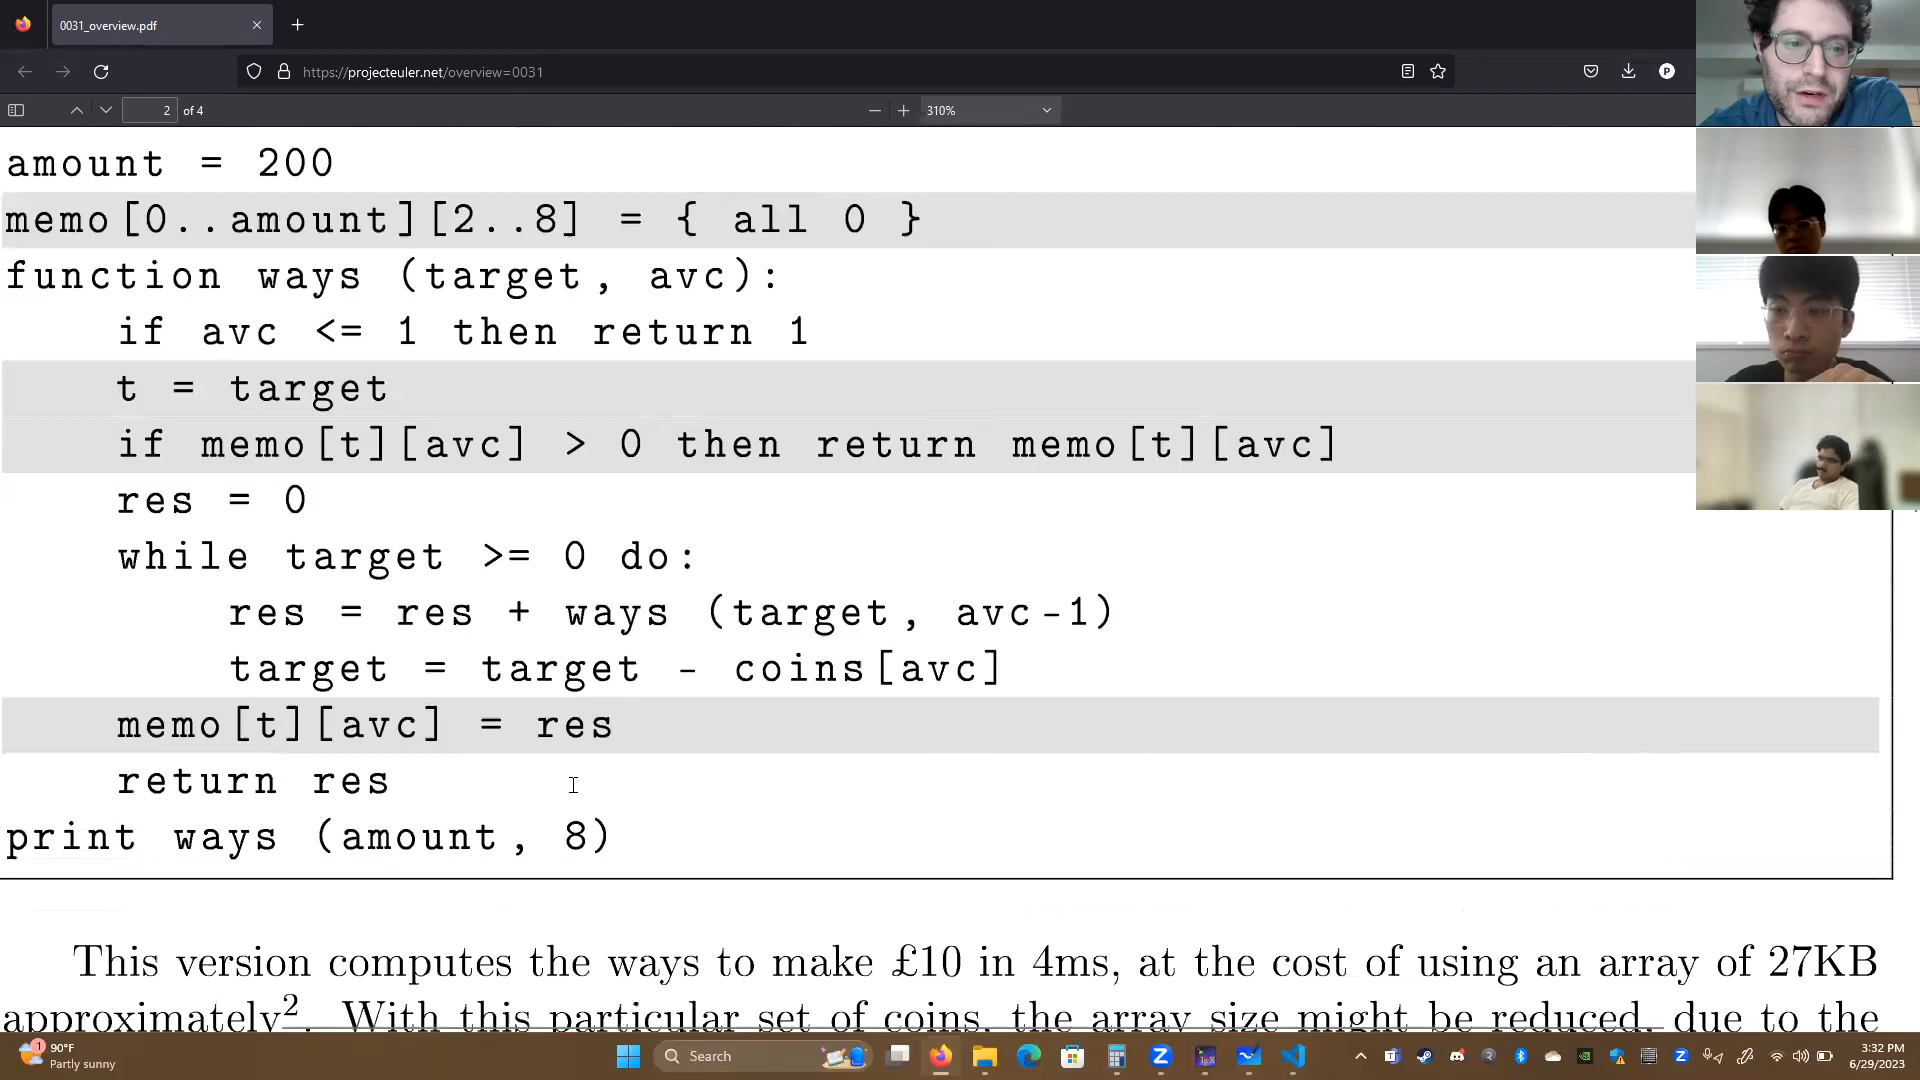 0031_overview.pdf
https://projecteuler.net/overview=0031
P
2 of 4
310%
amount = 200
memo[0..amount][2..8] = { all 0 }
function ways (target, avc):
if avc <= 1 then return 1
t = target
if memo[t][avc] > 0 then return memo[t][avc]
res = 0
while target >= 0 do:
res = res + ways (target, avc-1)
target = target - coins[avc]
memo[t][avc] = res
return res
print ways (amount, 8)
This version computes the ways to make £10 in 4ms, at the cost of using an array of 27KB
approximately2. With this particular set of coins, the array size might be reduced, due to the
1
90°F
Partly sunny
Search
3:32 PM
6/29/2023